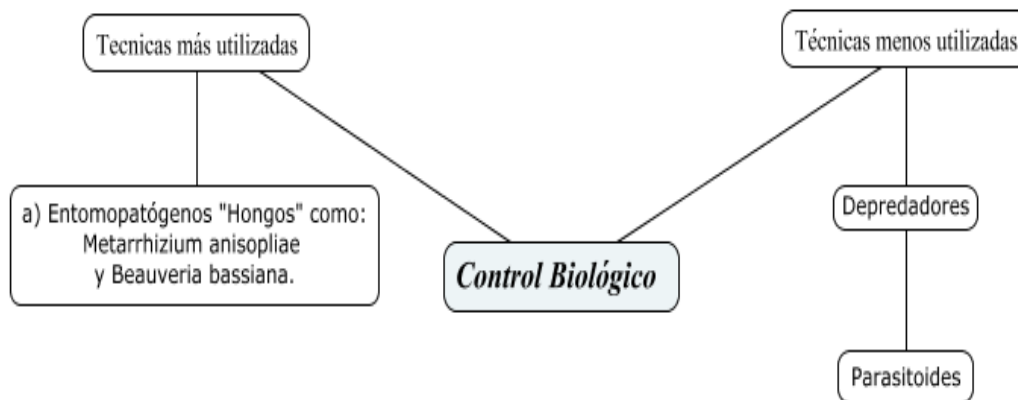 Tecnicas más utilizadas
Técnicas menos utilizadas
a) Entomopatógenos "Hongos" como:
Metarrhizium anisopliae
y Beauveria bassiana.
Depredadores
Control Biológico
Parasitoides